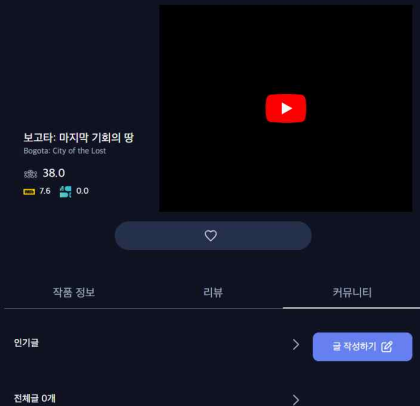 보고타: 마지막 기회의 땅
Bogota: City of the Lost
38.0
7.6 0.0
작품 정보 리뷰 커뮤니티
인기글
글 작성하기
전체글 0개